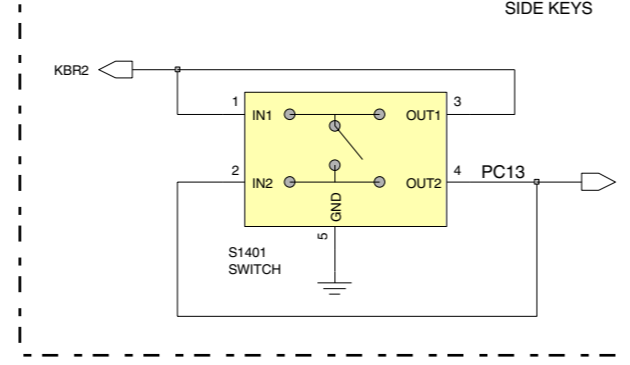 SIDE KEYS
KBR2
1
IN1
OUT1
3
2
IN2
OUT2
4
PC13
GND
5
S1401
SWITCH